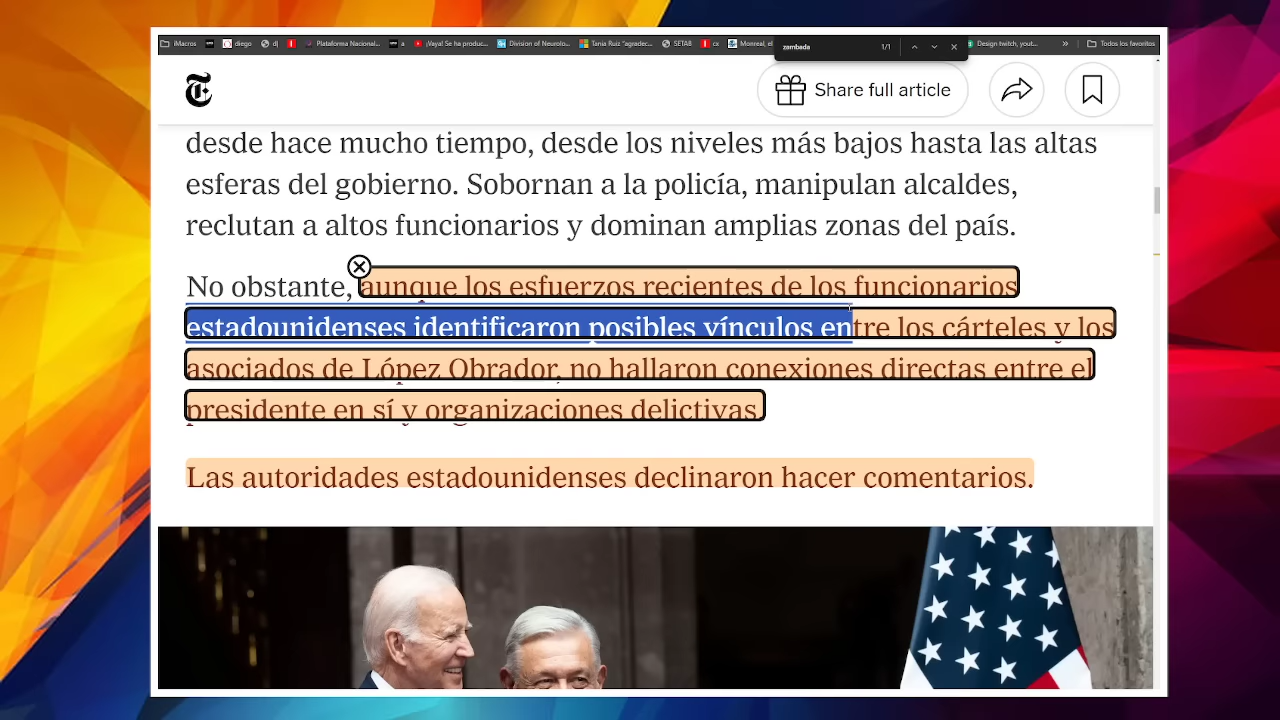 iMacros
diego
dj
Plataforma Nacional...
a
¡Vaya! Se ha produc...
Division of Neurolo...
Tania Ruiz "agradec...
SETAB
cx
Monreal, el
zambada
1/1
Design twitch, yout...
»
Todos los favoritos
Share full article
desde hace mucho tiempo, desde los niveles más bajos hasta las altas
esferas del gobierno. Sobornan a la policía, manipulan alcaldes,
reclutan a altos funcionarios y dominan amplias zonas del país.
No obstante, aunque los esfuerzos recientes de los funcionarios
estadounidenses identificaron posibles vínculos entre los cárteles y los
asociados de López Obrador, no hallaron conexiones directas entre el
presidente en sí y organizaciones delictivas.
Las autoridades estadounidenses declinaron hacer comentarios.